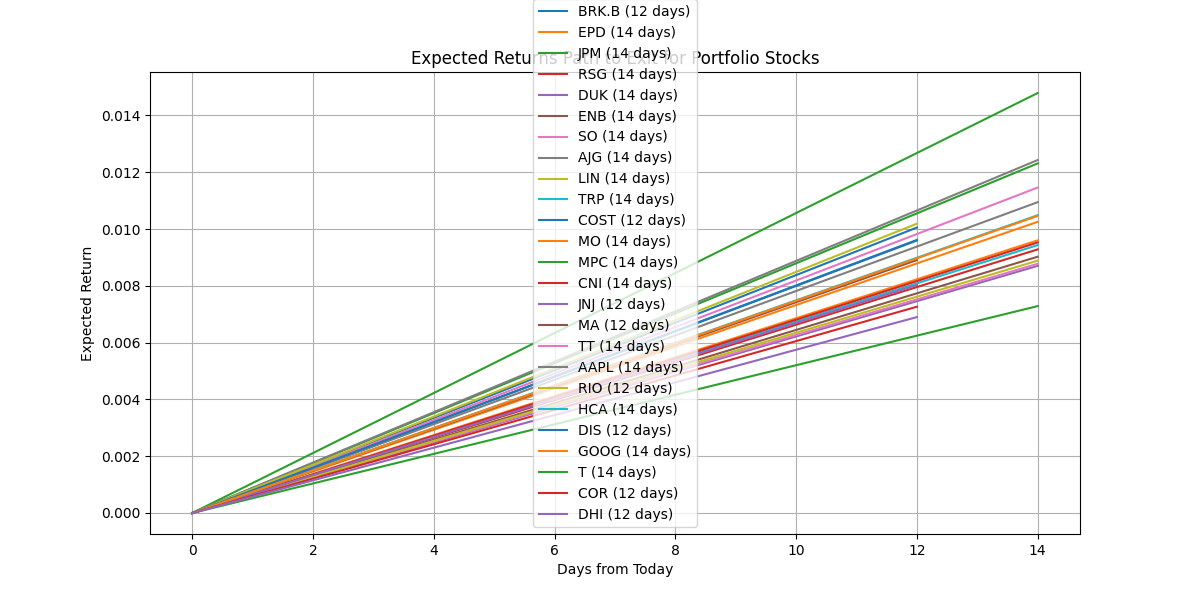 Expected Returns Path to Exit for Portfolio Stocks
BRK.B (12 days)
EPD (14 days)
JPM (14 days)
RSG (14 days)
DUK (14 days)
ENB (14 days)
SO (14 days)
AJG (14 days)
LIN (14 days)
TRP (14 days)
COST (12 days)
MO (14 days)
MPC (14 days)
CNI (14 days)
JNJ (12 days)
MA (12 days)
TT (14 days)
AAPL (14 days)
RIO (12 days)
HCA (14 days)
DIS (12 days)
GOOG (14 days)
T (14 days)
COR (12 days)
DHI (12 days)
Expected Return
0.014
0.012
0.010
0.008
0.006
0.004
0.002
0.000
0 2 4 6 8 10 12 14
Days from Today